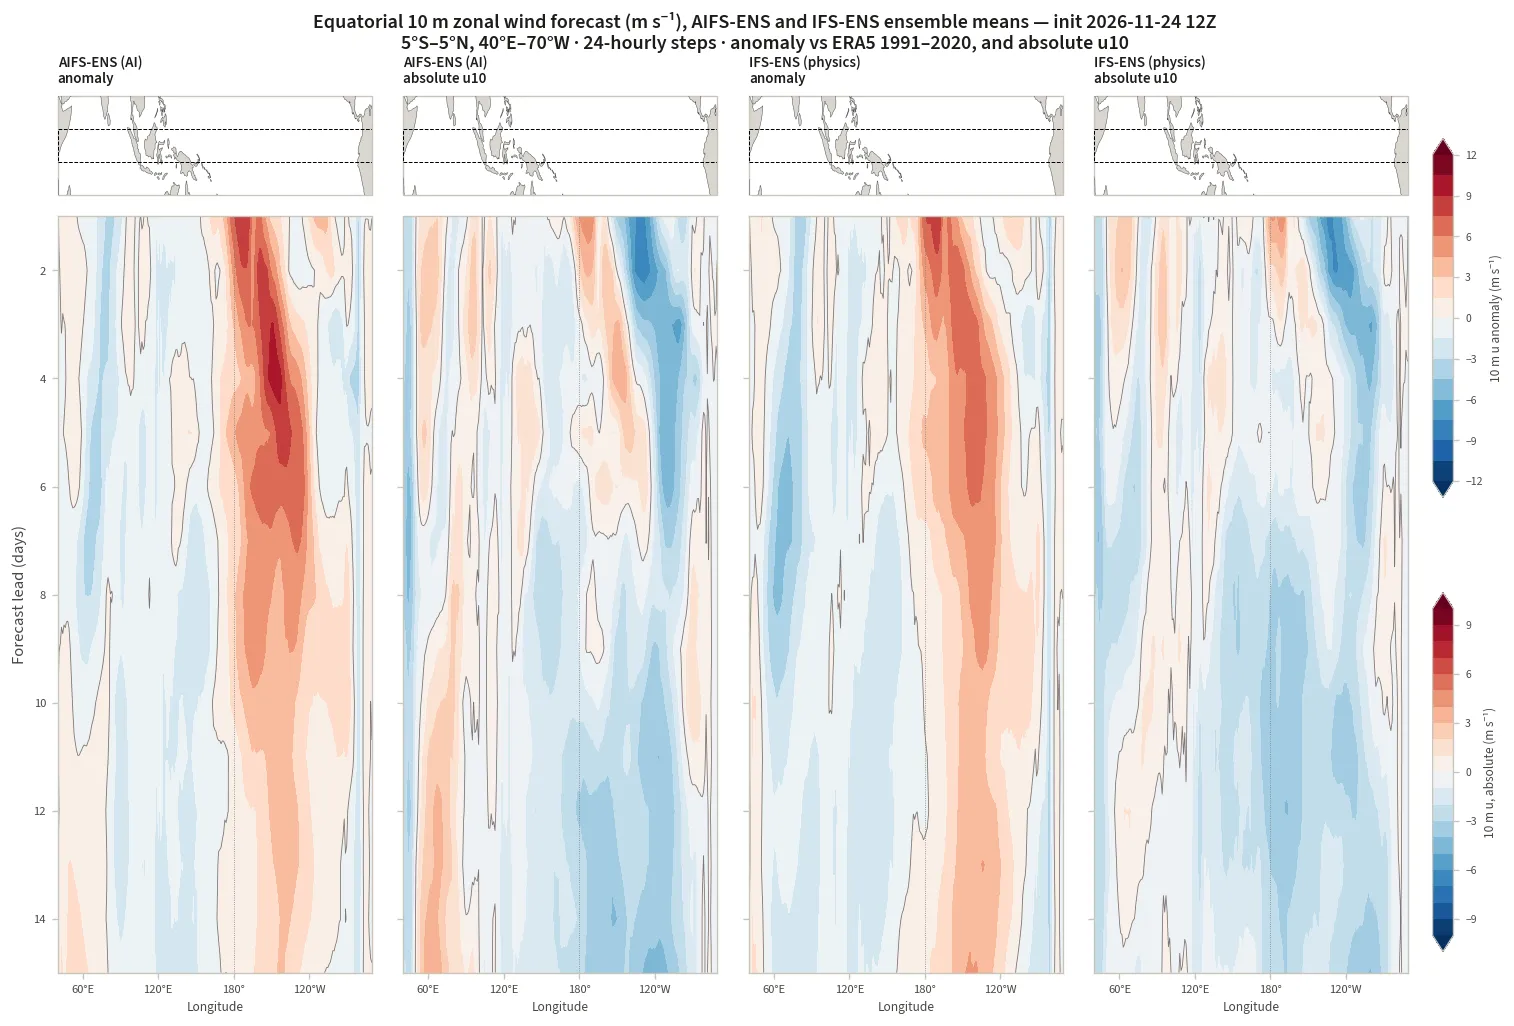 Equatorial 10 m zonal wind forecast (m s⁻¹), AIFS-ENS and IFS-ENS ensemble means — init 2026-11-24 12Z
5°S–5°N, 40°E–70°W · 24-hourly steps · anomaly vs ERA5 1991–2020, and absolute u10
AIFS-ENS (AI)
anomaly
AIFS-ENS (AI)
absolute u10
IFS-ENS (physics)
anomaly
IFS-ENS (physics)
absolute u10
12
9
6
3
0
−3
−6
−9
−12
10 m u anomaly (m s⁻¹)
9
6
3
0
−3
−6
−9
10 m u, absolute (m s⁻¹)
Forecast lead (days)
2
4
6
8
10
12
14
60°E 120°E 180° 120°W
Longitude
60°E 120°E 180° 120°W
Longitude
60°E 120°E 180° 120°W
Longitude
60°E 120°E 180° 120°W
Longitude